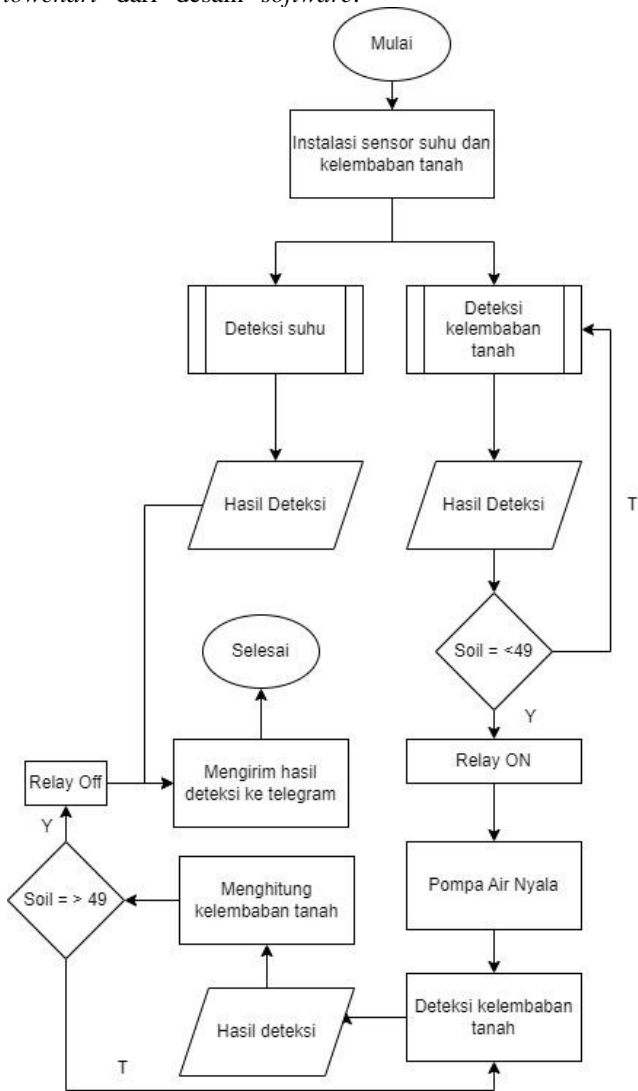 dari desain software.
Mulai
Instalasi sensor suhu dan
kelembaban tanah
Deteksi suhu
Deteksi
kelembaban
tanah
Hasil Deteksi
Hasil Deteksi
T
Selesai
Soil = <49
Y
Relay Off
Mengirim hasil
deteksi ke telegram
Relay ON
Y
Soil = > 49
Menghitung
kelembaban tanah
Pompa Air Nyala
Hasil deteksi
Deteksi kelembaban
tanah
T